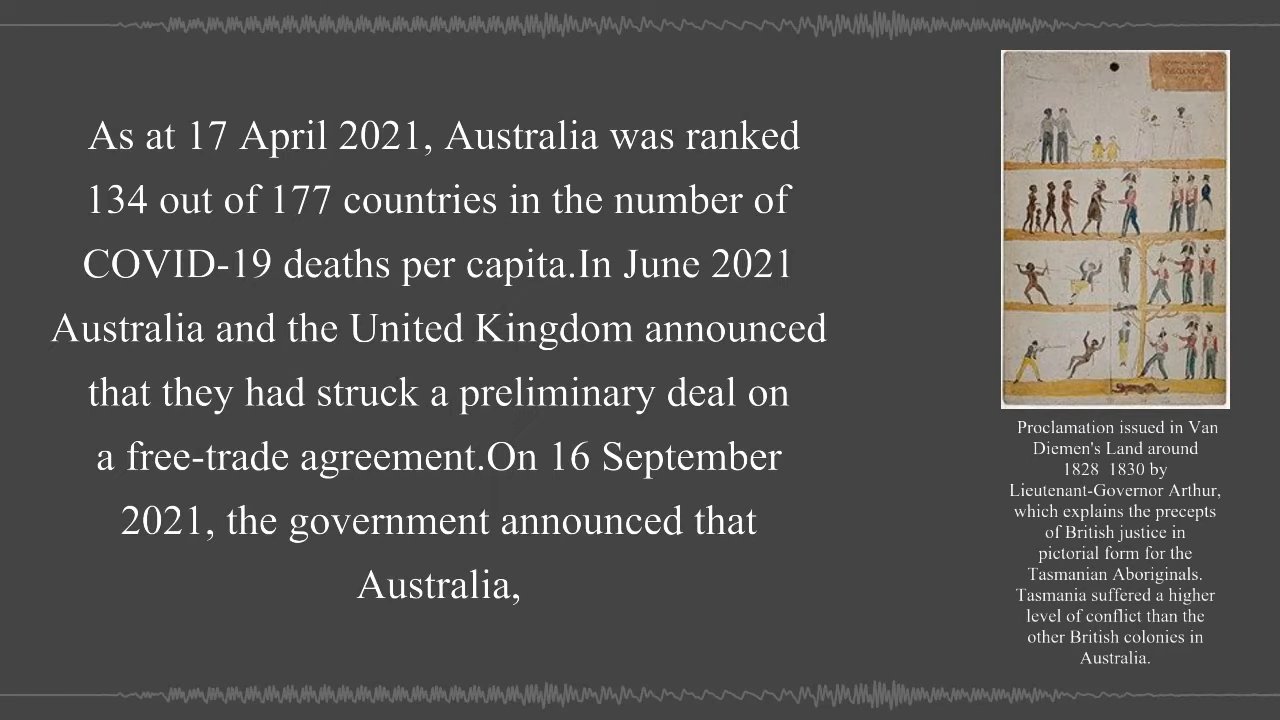 As at 17 April 2021, Australia was ranked
134 out of 177 countries in the number of
COVID-19 deaths per capita.In June 2021
Australia and the United Kingdom announced
that they had struck a preliminary deal on
a free-trade agreement.On 16 September
2021, the government announced that
Australia,
Proclamation issued in Van
Diemen's Land around
1828 1830 by
Lieutenant-Governor Arthur,
which explains the precepts
of British justice in
pictorial form for the
Tasmanian Aboriginals.
Tasmania suffered a higher
level of conflict than the
other British colonies in
Australia.